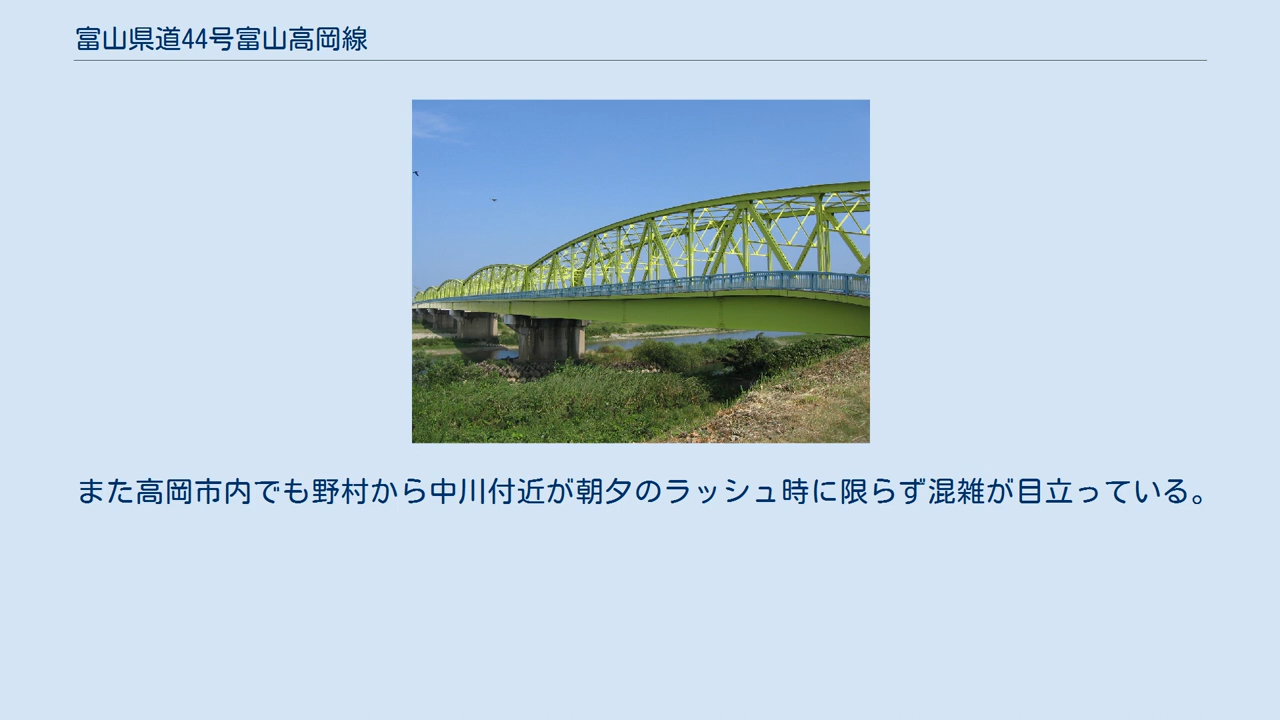 富山県道44号富山高岡線
また高岡市内でも野村から中川付近が朝夕のラッシュ時に限らず混雑が目立っている。